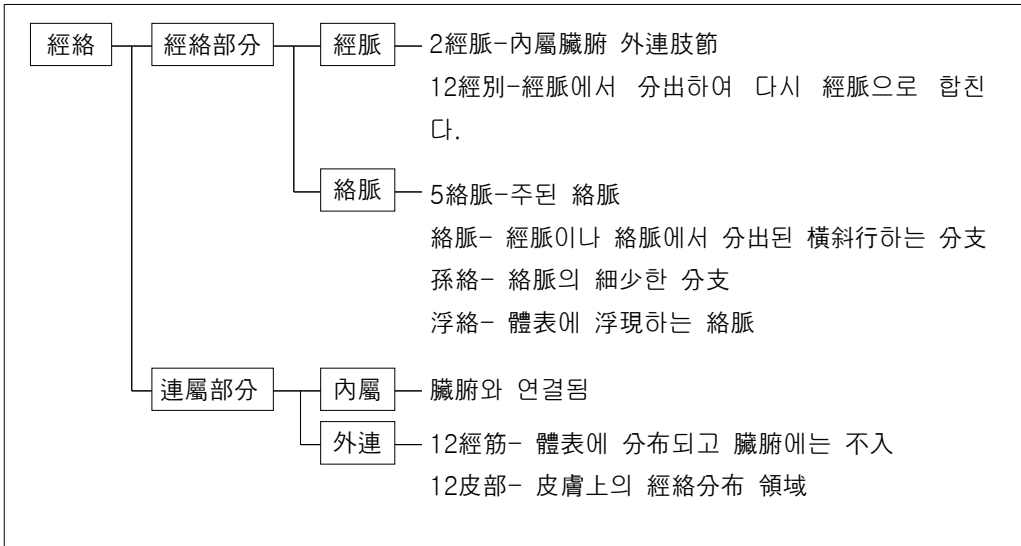 經絡 經絡部分 經脈 2經脈-內屬臟腑 外連肢節
12經別-經脈에서 分出하여 다시 經脈으로 합친
다.
絡脈 5絡脈-주된 絡脈
絡脈- 經脈이나 絡脈에서 分出된 橫斜行하는 分支
孫絡- 絡脈의 細少한 分支
浮絡- 體表에 浮現하는 絡脈
連屬部分 內屬 臟腑와 연결됨
外連 12經筋- 體表에 分布되고 臟腑에는 不入
12皮部- 皮膚上의 經絡分布 領域